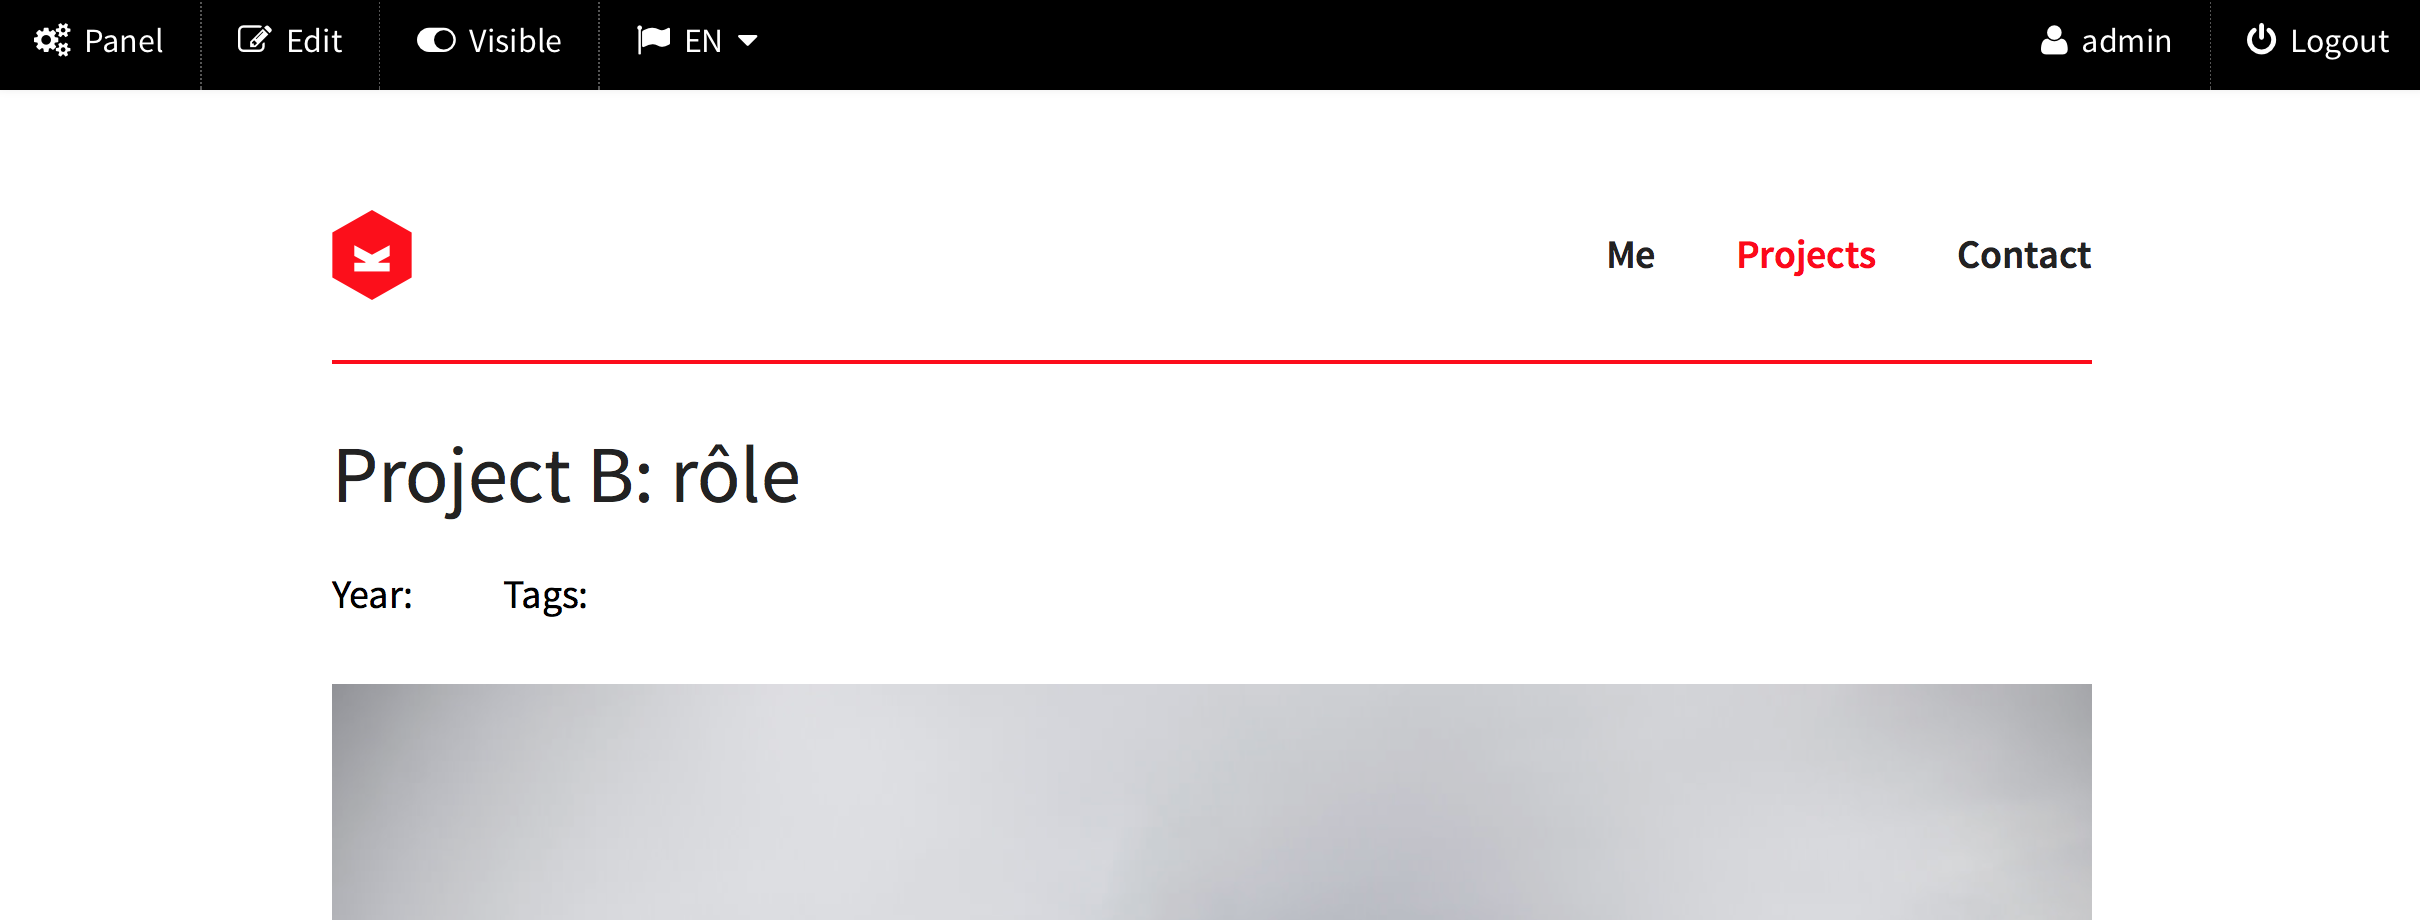 Panel Edit Visible EN admin Logout
Me Projects Contact
Project B: rôle
Year: Tags: